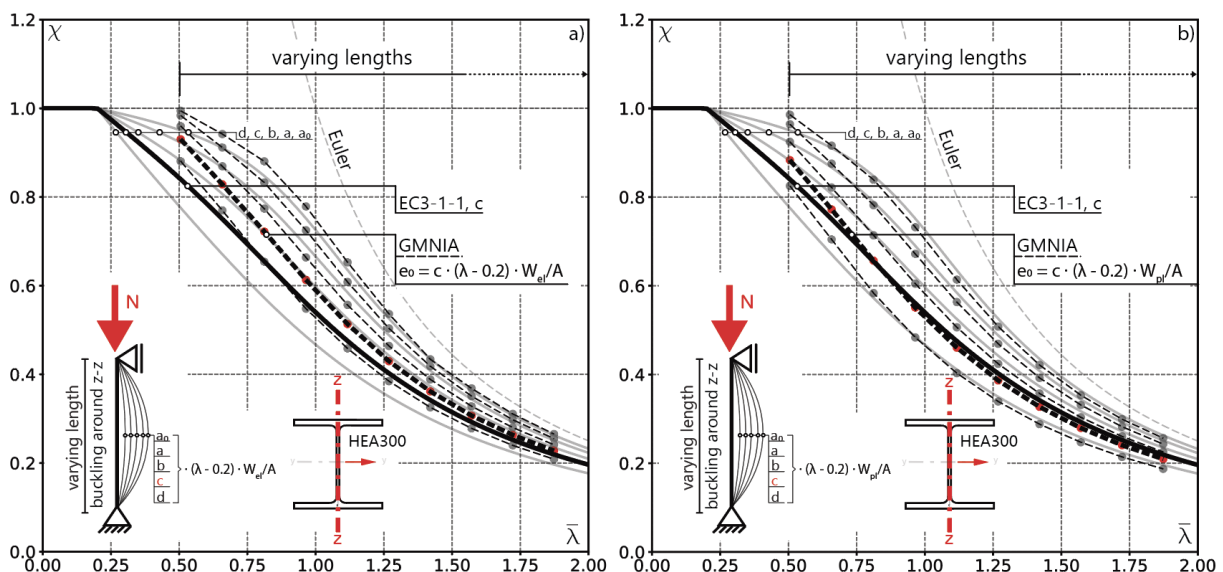 χ
a)
varying lengths
d, c, b, a, a₀
Euler
EC3-1-1, c
GMNIA
e₀ = c · (λ - 0.2) · W_el/A
N
varying length
buckling around z-z
a₀
a
b
c
d
· (λ - 0.2) · W_el/A
z
HEA300
y
y
z
λ̅
1.2
1.0
0.8
0.6
0.4
0.2
0.0
0.00 0.25 0.50 0.75 1.00 1.25 1.50 1.75 2.00
χ
b)
varying lengths
d, c, b, a, a₀
Euler
EC3-1-1, c
GMNIA
e₀ = c · (λ - 0.2) · W_pl/A
N
varying length
buckling around z-z
a₀
a
b
c
d
· (λ - 0.2) · W_pl/A
z
HEA300
y
y
z
λ̅
1.2
1.0
0.8
0.6
0.4
0.2
0.0
0.00 0.25 0.50 0.75 1.00 1.25 1.50 1.75 2.00